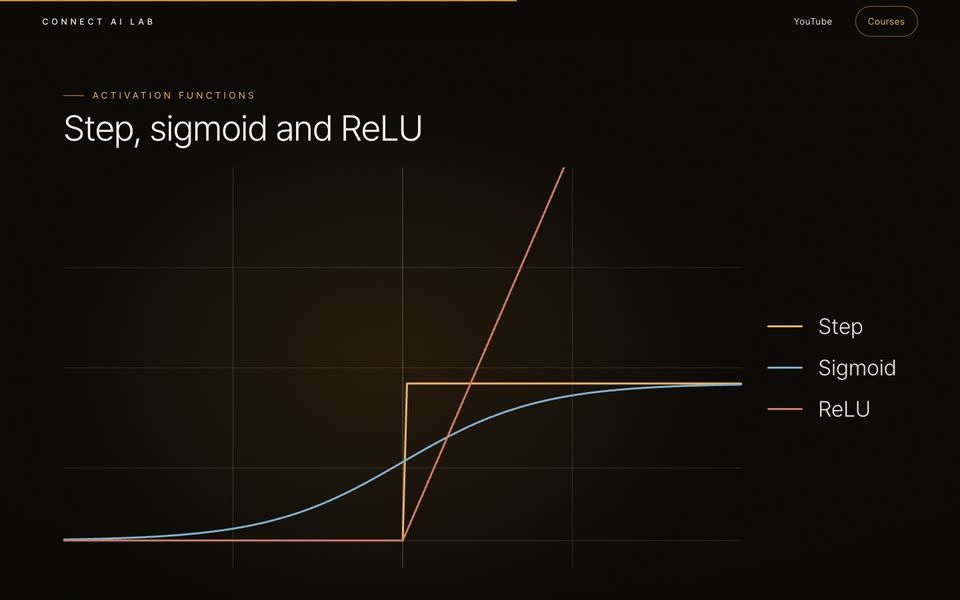 CONNECT AI LAB
YouTube
Courses
ACTIVATION FUNCTIONS
Step, sigmoid and ReLU
Step
Sigmoid
ReLU